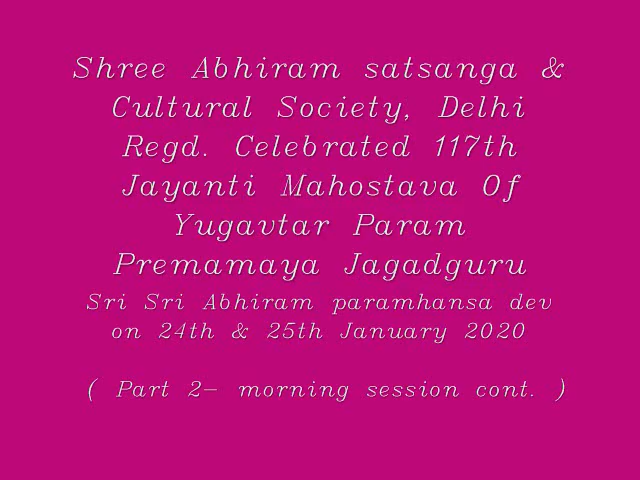 Shree Abhiram satsanga &
Cultural Society, Delhi
Regd. Celebrated 117th
Jayanti Mahostava Of
Yugavtar Param
Premamaya Jagadguru
Sri Sri Abhiram paramhansa dev
on 24th & 25th January 2020
( Part 2- morning session cont. )